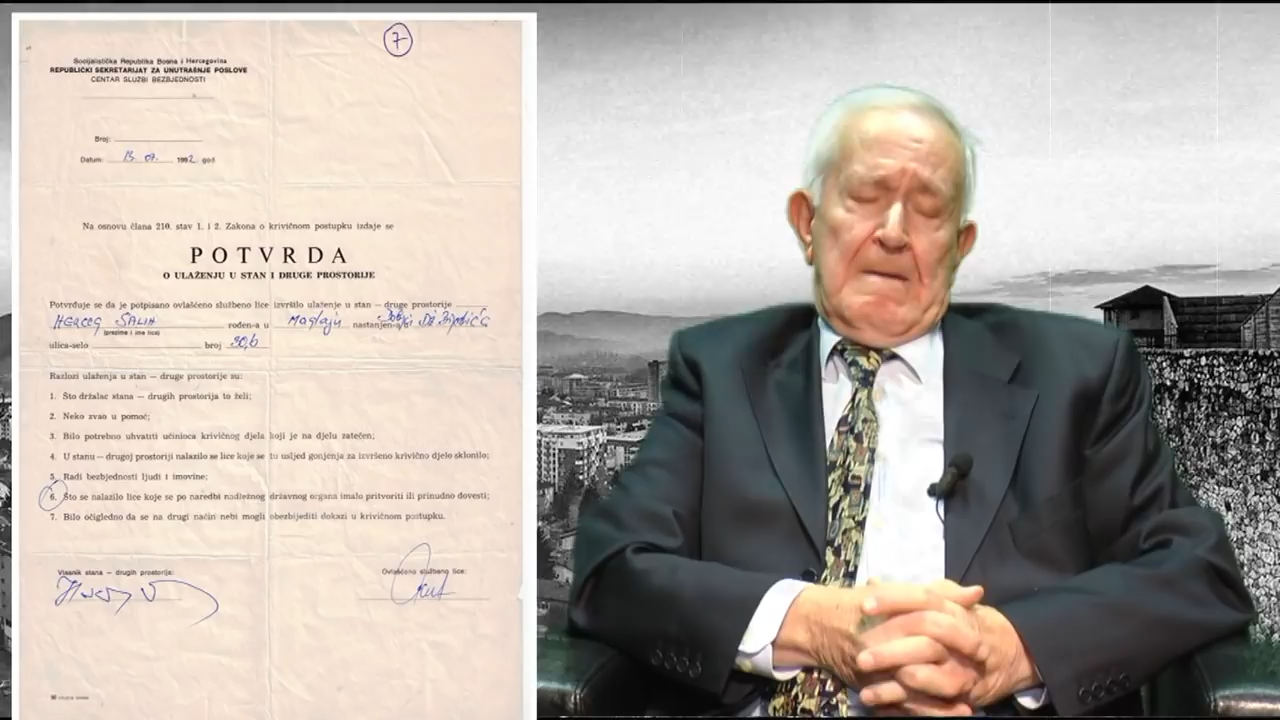 7
Socijalistička Republika Bosna i Hercegovina
REPUBLIČKI SEKRETARIJAT ZA UNUTRAŠNJE POSLOVE
CENTAR SLUŽBI BEZBJEDNOSTI
Broj:
Datum: 13. 07. 1992. god
Na osnovu člana 210. stav 1. i 2. Zakona o krivičnom postupku izdaje se
POTVRDA
O ULAŽENJU U STAN I DRUGE PROSTORIJE
Potvrđuje se da je potpisano ovlašćeno službeno lice izvršilo ulaženje u stan — druge prostorije
HERCEG SALIH rođen-a u Maglaju nastanjen-a
(prezime i ime lica)
ulica-selo broj 30/6
Razlozi ulaženja u stan — druge prostorije su:
1. Što držalac stana — drugih prostorija to želi;
2. Neko zvao u pomoć;
3. Bilo potrebno uhvatiti učinioca krivičnog djela koji je na djelu zatečen;
4. U stanu — drugoj prostoriji nalazilo se lice koje se tu usljed gonjenja za izvršeno krivično djelo sklonilo;
5. Radi bezbjednosti ljudi i imovine;
6. Što se nalazilo lice koje se po naredbi nadležnog državnog organa imalo pritvoriti ili prinudno dovesti;
7. Bilo očigledno da se na drugi način nebi mogli obezbijediti dokazi u krivičnom postupku.
Vlasnik stana — drugih prostorija: Ovlašćeno službeno lice: